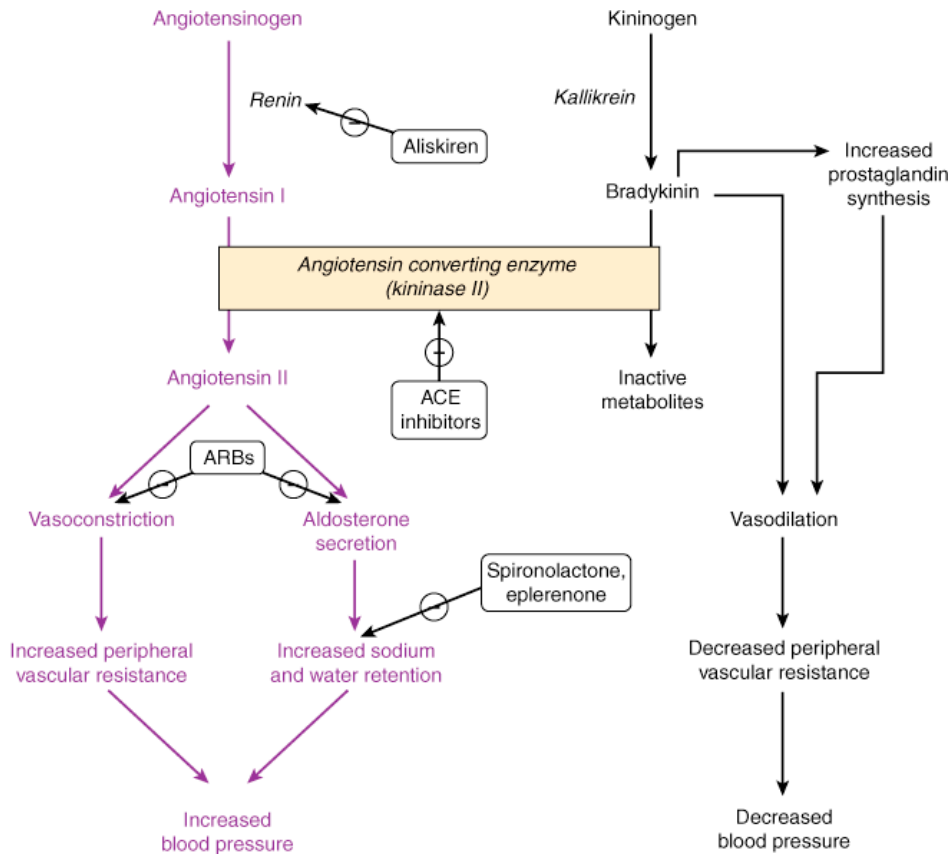 Angiotensinogen
Kininogen
Renin
Kallikrein
Aliskiren
Increased
prostaglandin
synthesis
Angiotensin I
Bradykinin
Angiotensin converting enzyme
(kininase II)
Angiotensin II
ACE
inhibitors
Inactive
metabolites
ARBs
Vasoconstriction
Aldosterone
secretion
Vasodilation
Spironolactone,
eplerenone
Increased peripheral
vascular resistance
Increased sodium
and water retention
Decreased peripheral
vascular resistance
Increased
blood pressure
Decreased
blood pressure